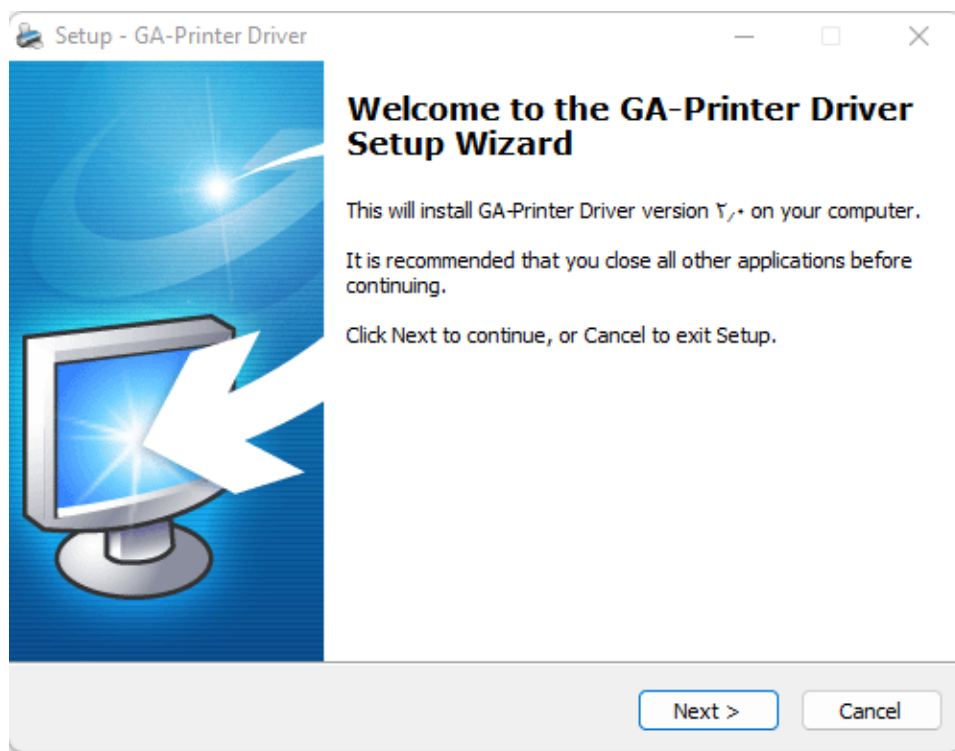 Setup - GA-Printer Driver
Welcome to the GA-Printer Driver
Setup Wizard
This will install GA-Printer Driver version ۲٫۰ on your computer.
It is recommended that you close all other applications before
continuing.
Click Next to continue, or Cancel to exit Setup.
Next >
Cancel